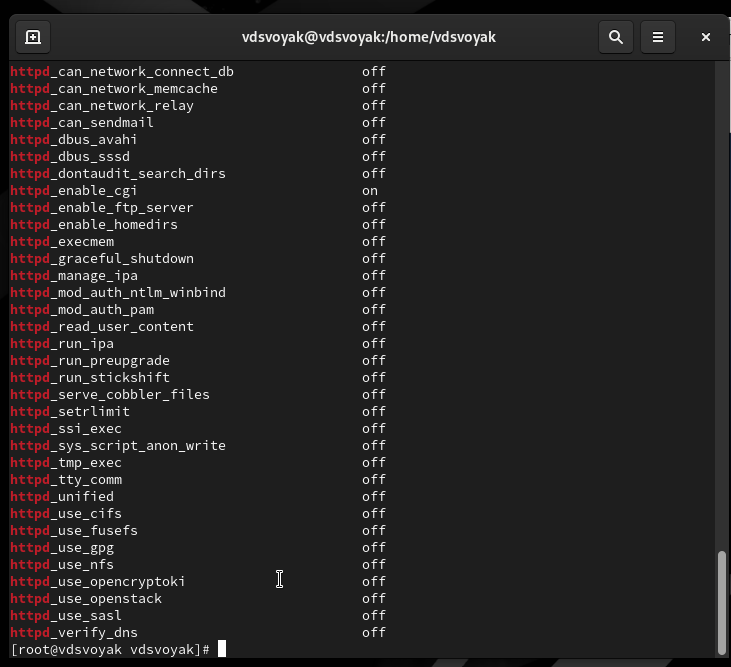 vdsvoyak@vdsvoyak:/home/vdsvoyak
httpd_can_network_connect_db off
httpd_can_network_memcache off
httpd_can_network_relay off
httpd_can_sendmail off
httpd_dbus_avahi off
httpd_dbus_sssd off
httpd_dontaudit_search_dirs off
httpd_enable_cgi on
httpd_enable_ftp_server off
httpd_enable_homedirs off
httpd_execmem off
httpd_graceful_shutdown off
httpd_manage_ipa off
httpd_mod_auth_ntlm_winbind off
httpd_mod_auth_pam off
httpd_read_user_content off
httpd_run_ipa off
httpd_run_preupgrade off
httpd_run_stickshift off
httpd_serve_cobbler_files off
httpd_setrlimit off
httpd_ssi_exec off
httpd_sys_script_anon_write off
httpd_tmp_exec off
httpd_tty_comm off
httpd_unified off
httpd_use_cifs off
httpd_use_fusefs off
httpd_use_gpg off
httpd_use_nfs off
httpd_use_opencryptoki off
httpd_use_openstack off
httpd_use_sasl off
httpd_verify_dns off
[root@vdsvoyak vdsvoyak]#